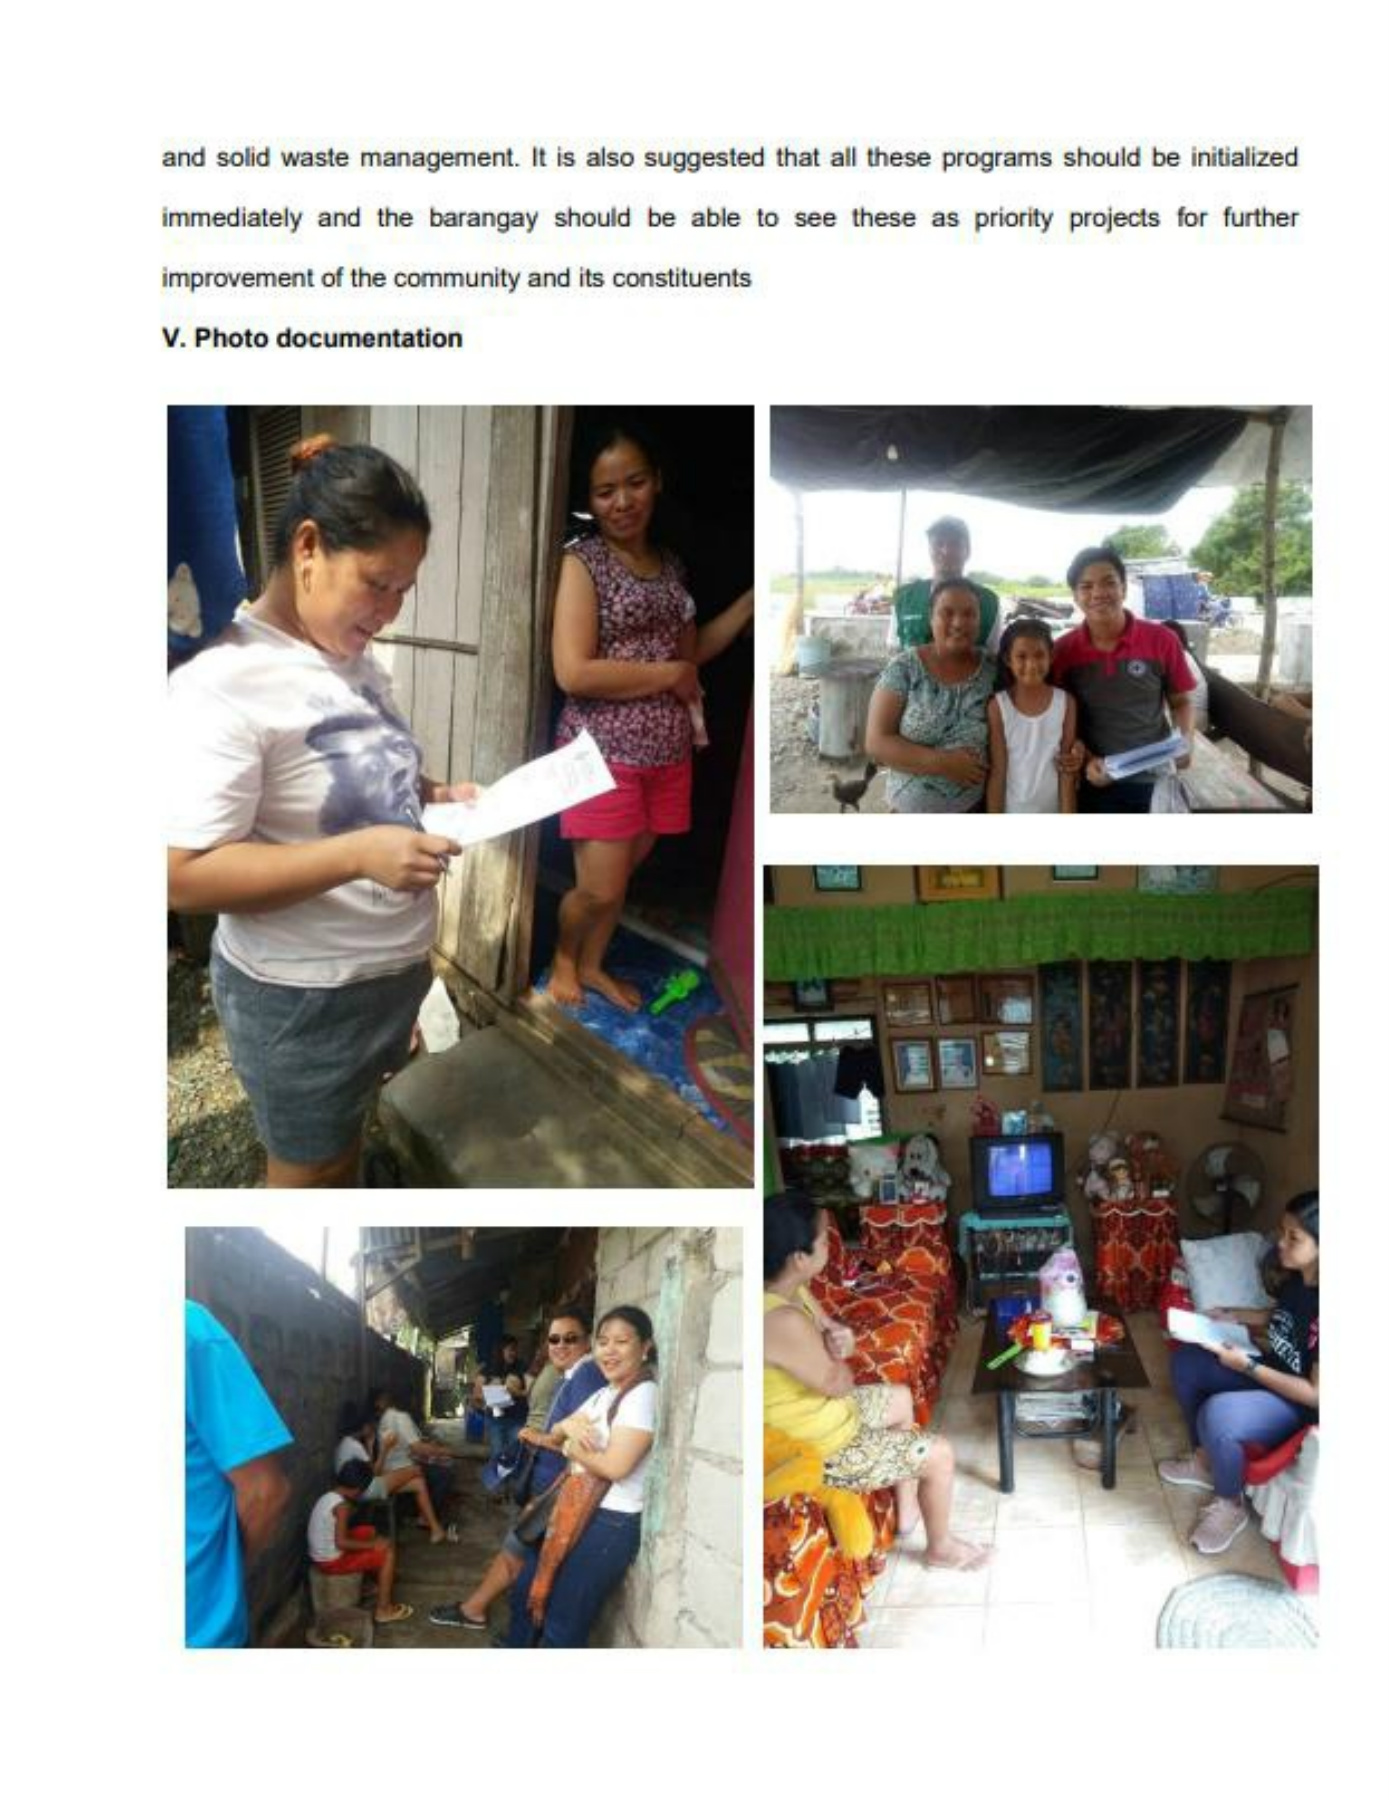 and solid waste management. It is also suggested that all these programs should be initialized
immediately and the barangay should be able to see these as priority projects for further
improvement of the community and its constituents
V. Photo documentation